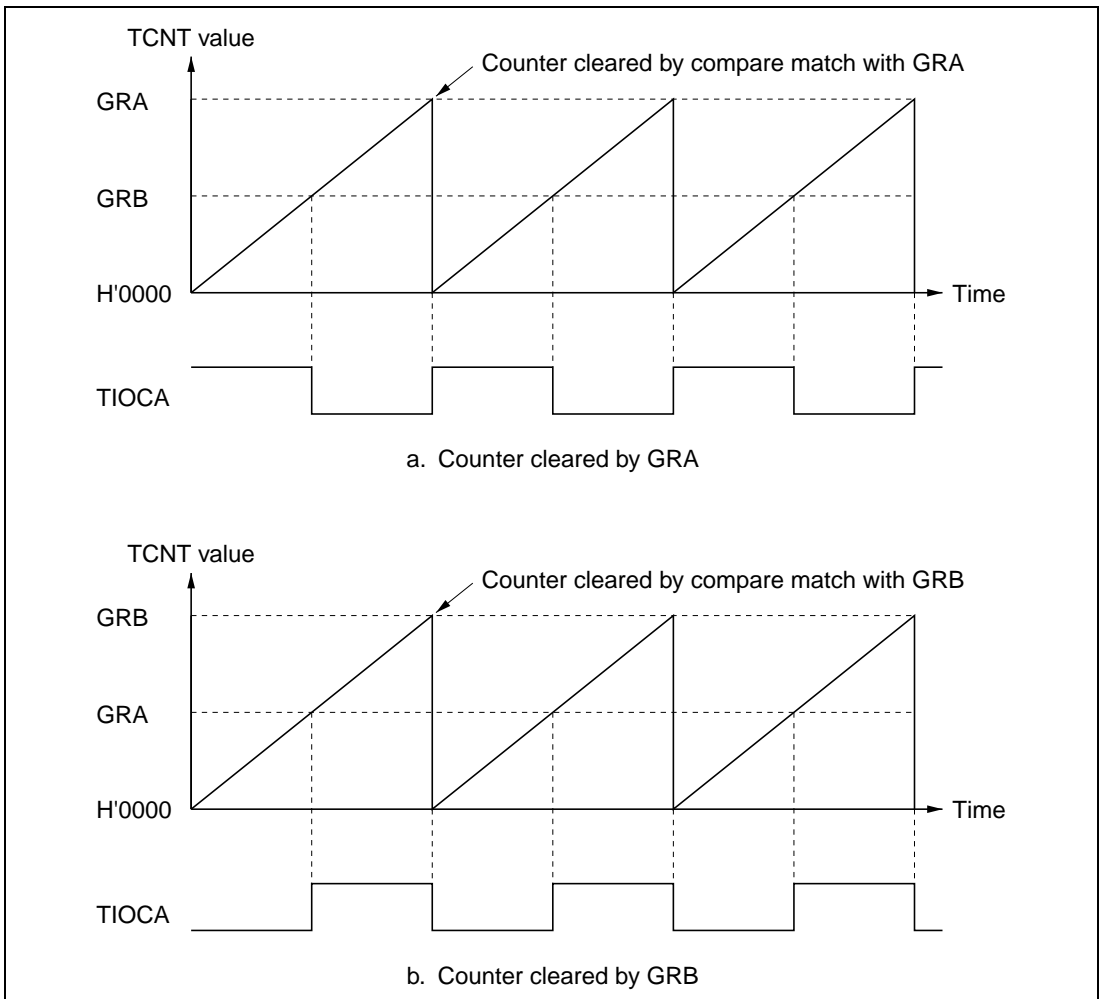 TCNT value
Counter cleared by compare match with GRA
GRA
GRB
H'0000
Time
TIOCA
a. Counter cleared by GRA
TCNT value
Counter cleared by compare match with GRB
GRB
GRA
H'0000
Time
TIOCA
b. Counter cleared by GRB